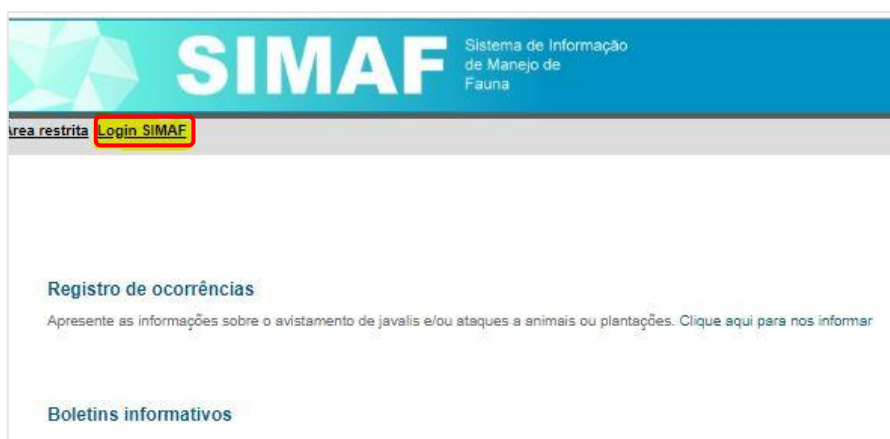 SIMAF
Sistema de Informação
de Manejo de
Fauna
Área restrita Login SIMAF
Registro de ocorrências
Apresente as informações sobre o avistamento de javalis e/ou ataques a animais ou plantações. Clique aqui para nos informar
Boletins informativos